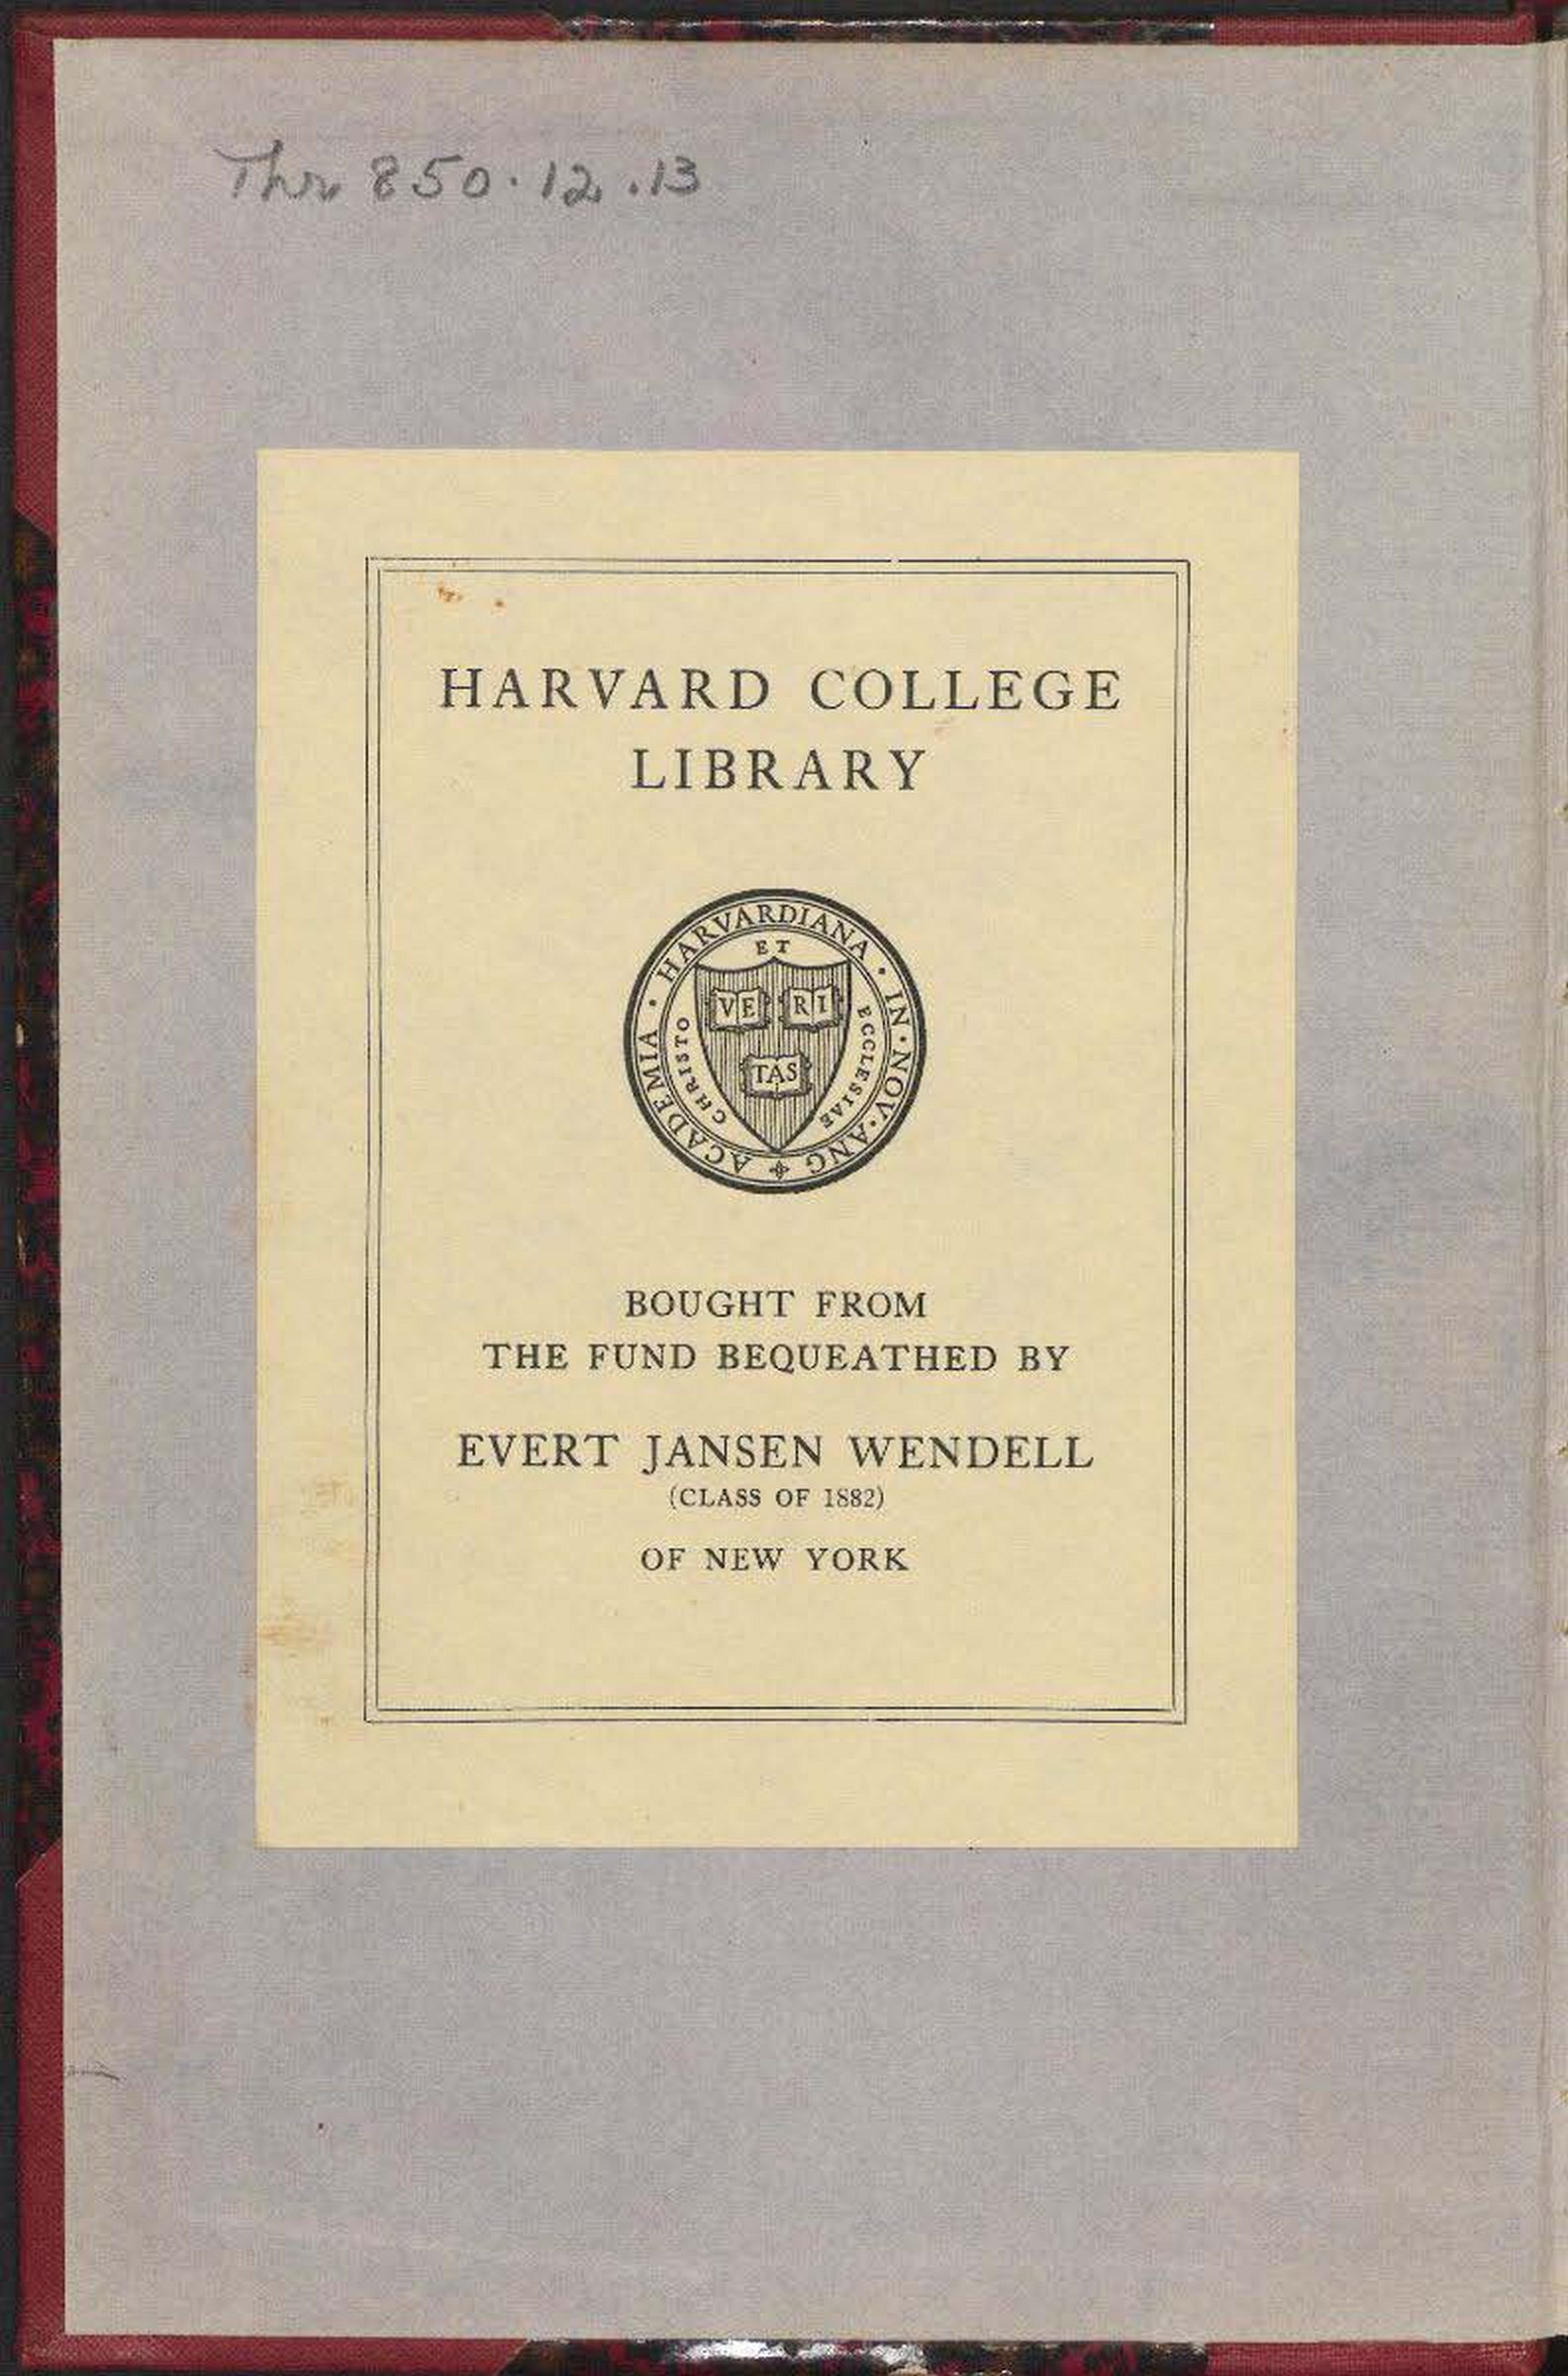 Thr 850.12.13
HARVARD COLLEGE
LIBRARY
ACADEMIA · HARVARDIANA · IN · NOV · ANG
CHRISTO ET ECCLESIAE
VE RI
TAS
BOUGHT FROM
THE FUND BEQUEATHED BY
EVERT JANSEN WENDELL
(CLASS OF 1882)
OF NEW YORK